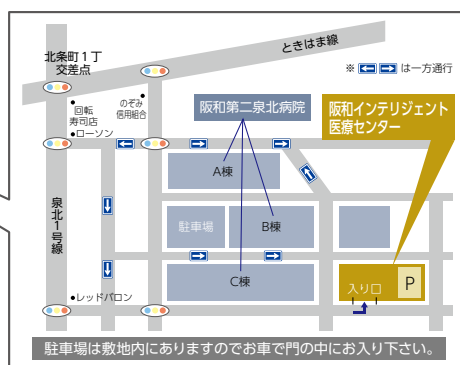 ときはま線
北条町1丁
交差点
※ は一方通行
回転
寿司店
のぞみ
信用組合
阪和第二泉北病院
阪和インテリジェント
医療センター
ローソン
A棟
泉北1号線
駐車場
B棟
C棟
入り口
P
レッドバロン
駐車場は敷地内にありますのでお車で門の中にお入り下さい。